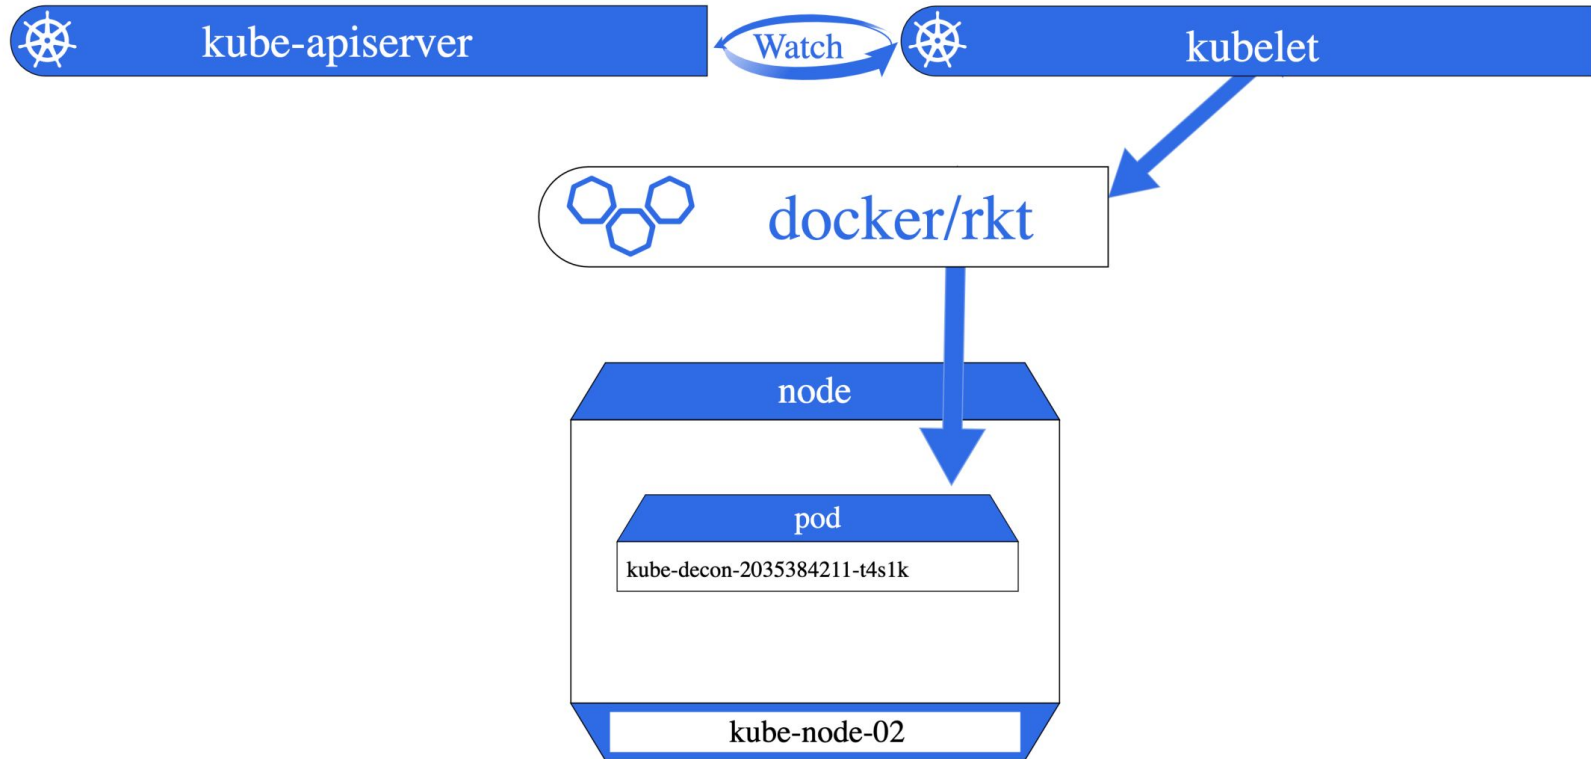 kube-apiserver
Watch
kubelet
docker/rkt
node
pod
kube-decon-2035384211-t4s1k
kube-node-02